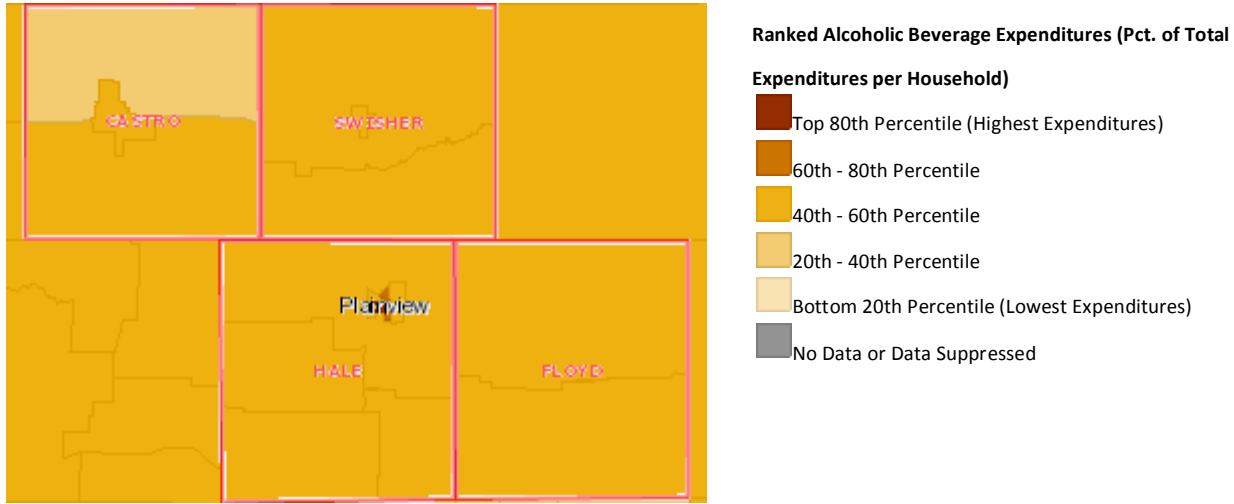 CASTRO
SWISHER
Plainview
HALE
FLOYD
Ranked Alcoholic Beverage Expenditures (Pct. of Total
Expenditures per Household)
Top 80th Percentile (Highest Expenditures)
60th - 80th Percentile
40th - 60th Percentile
20th - 40th Percentile
Bottom 20th Percentile (Lowest Expenditures)
No Data or Data Suppressed